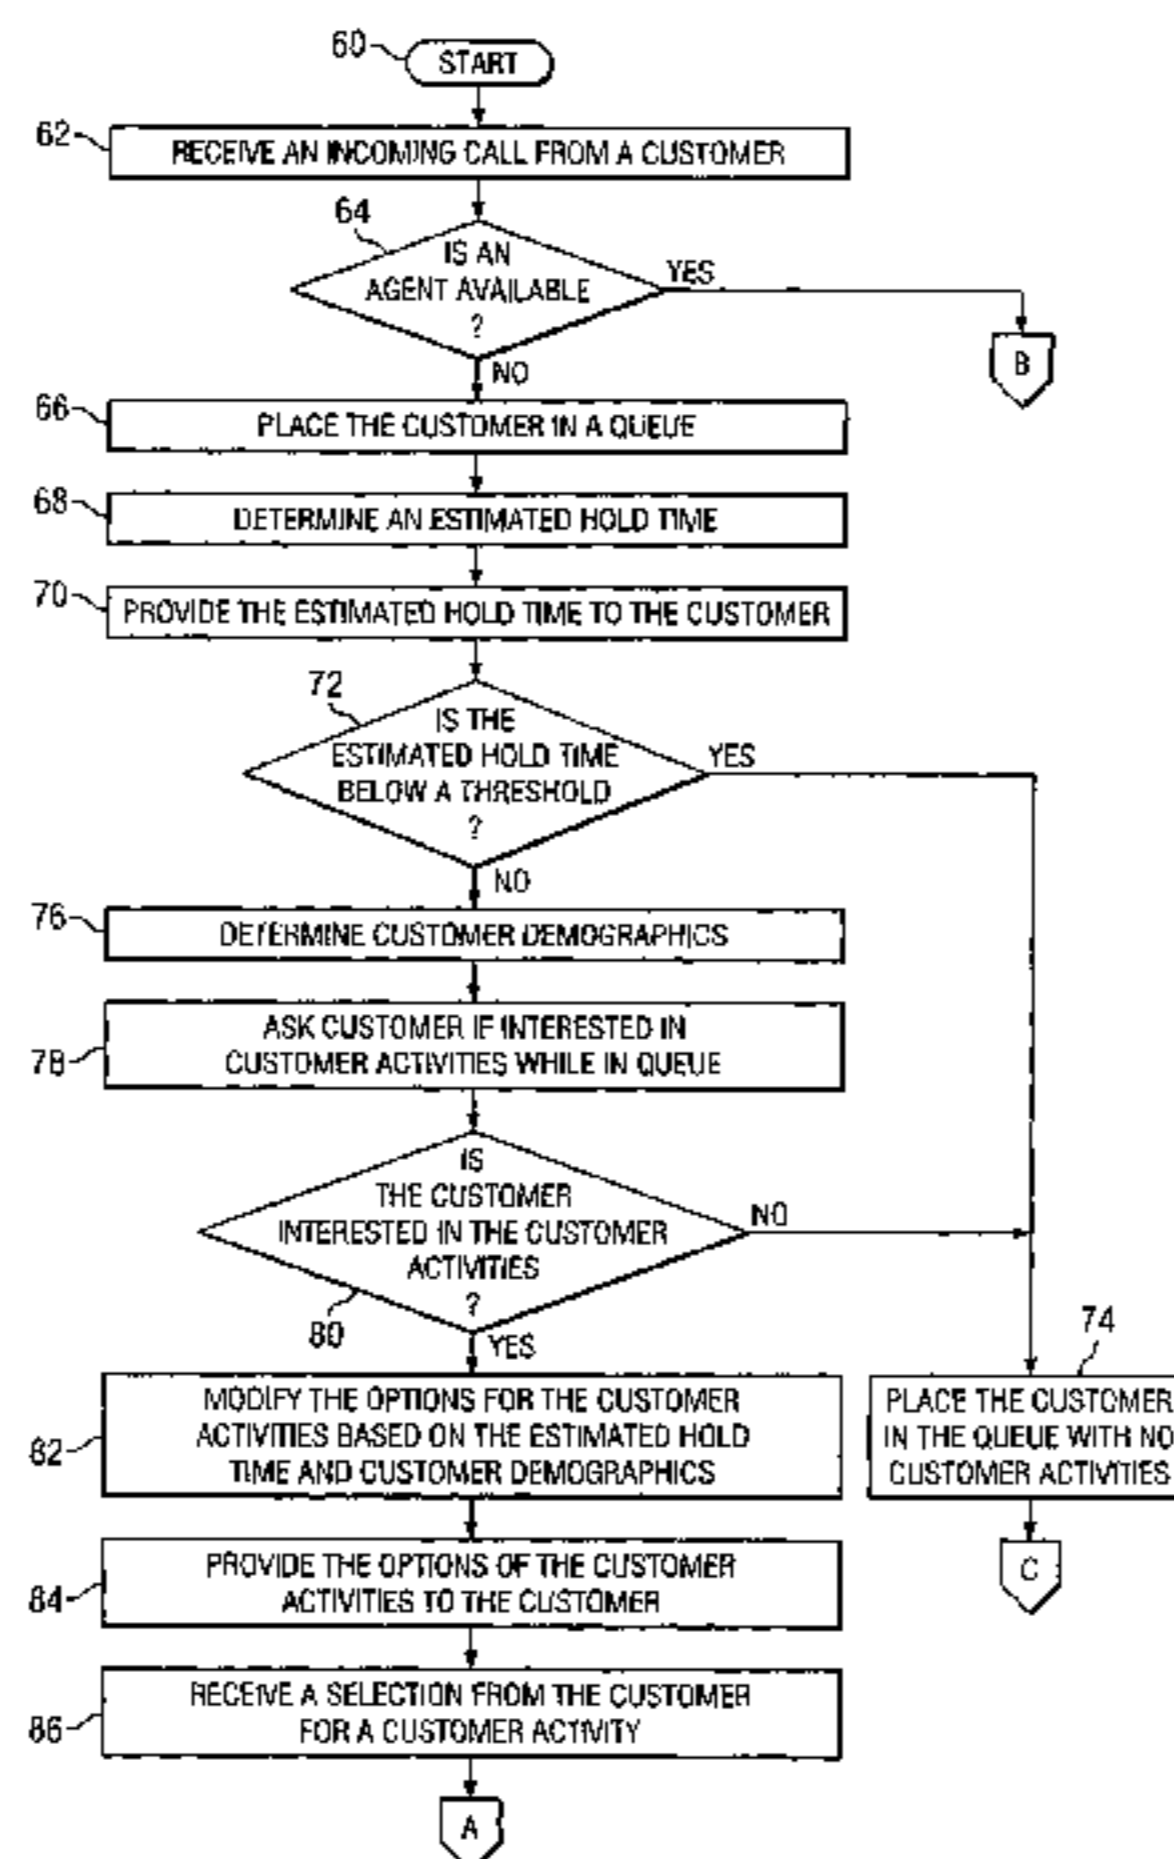 60
START
62
RECEIVE AN INCOMING CALL FROM A CUSTOMER
64
IS AN
AGENT AVAILABLE
?
YES
B
NO
66
PLACE THE CUSTOMER IN A QUEUE
68
DETERMINE AN ESTIMATED HOLD TIME
70
PROVIDE THE ESTIMATED HOLD TIME TO THE CUSTOMER
72
IS THE
ESTIMATED HOLD TIME
BELOW A THRESHOLD
?
YES
NO
76
DETERMINE CUSTOMER DEMOGRAPHICS
78
ASK CUSTOMER IF INTERESTED IN
CUSTOMER ACTIVITIES WHILE IN QUEUE
IS
THE CUSTOMER
INTERESTED IN THE CUSTOMER
ACTIVITIES
?
80
NO
YES
74
PLACE THE CUSTOMER
IN THE QUEUE WITH NO
CUSTOMER ACTIVITIES
C
82
MODIFY THE OPTIONS FOR THE CUSTOMER
ACTIVITIES BASED ON THE ESTIMATED HOLD
TIME AND CUSTOMER DEMOGRAPHICS
84
PROVIDE THE OPTIONS OF THE CUSTOMER
ACTIVITIES TO THE CUSTOMER
86
RECEIVE A SELECTION FROM THE CUSTOMER
FOR A CUSTOMER ACTIVITY
A